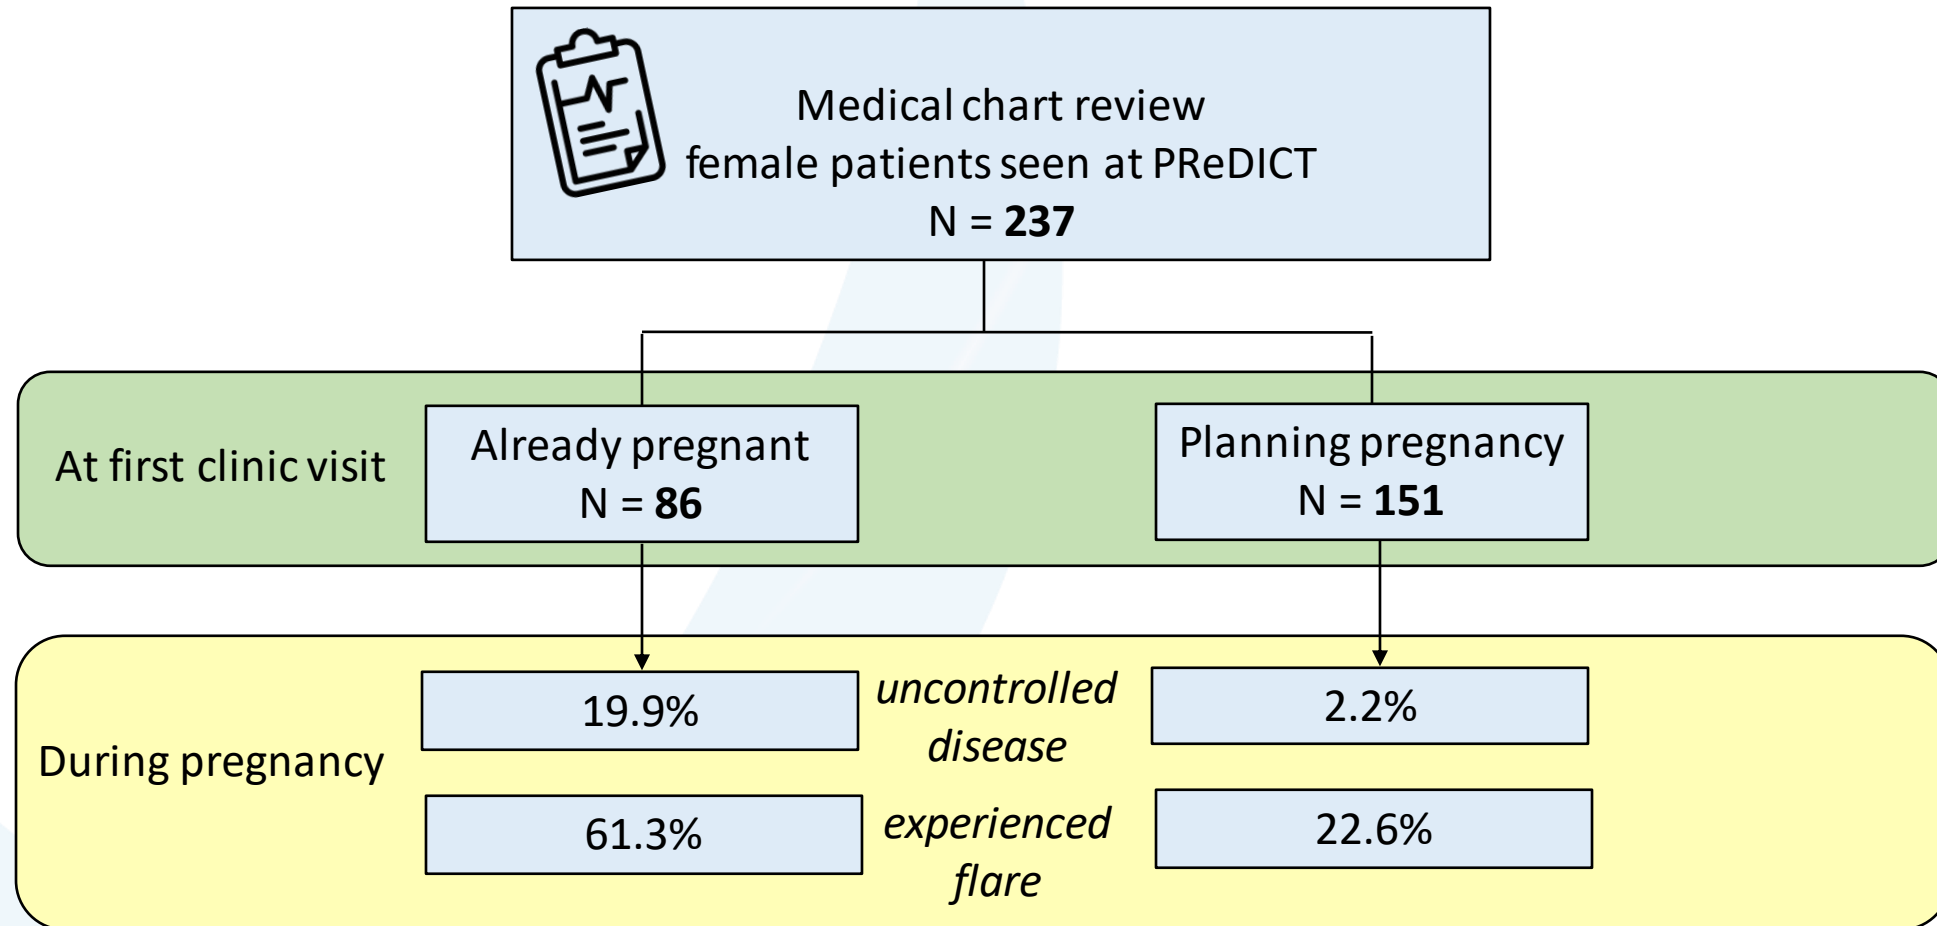 Medical chart review
female patients seen at PReDICT
N = 237
At first clinic visit
Already pregnant
N = 86
Planning pregnancy
N = 151
During pregnancy
19.9%
uncontrolled
disease
2.2%
61.3%
experienced
flare
22.6%